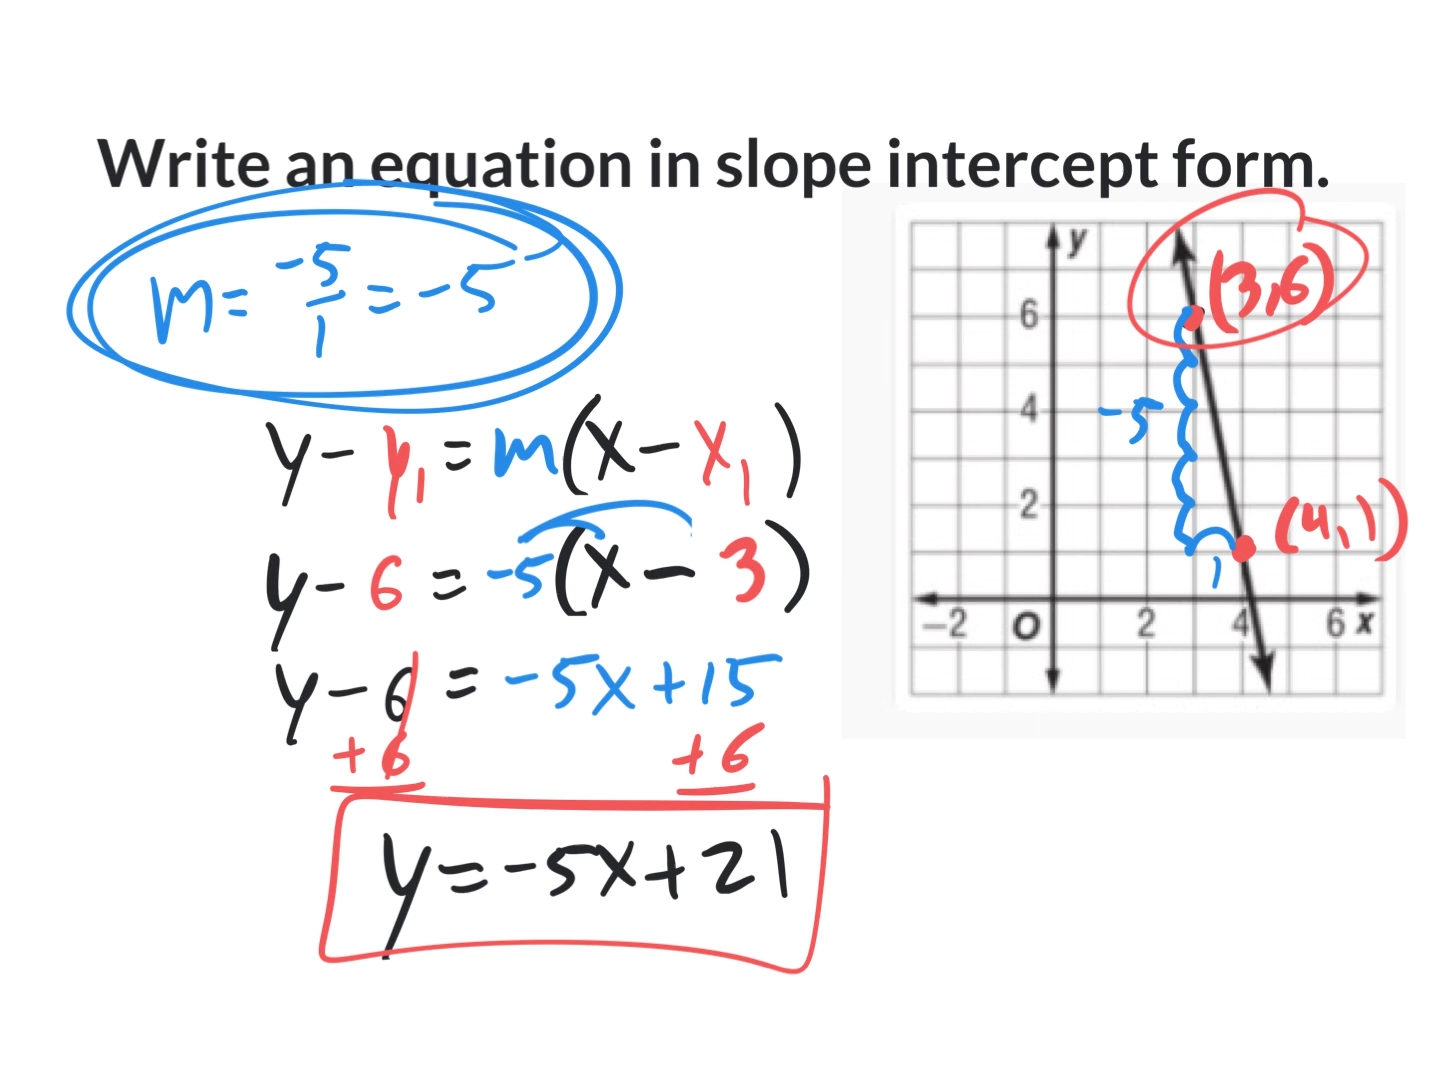 Write an equation in slope intercept form.
m = -5/1 = -5
y - y₁ = m(x - x₁)
y - 6 = -5(x - 3)
y - 6 = -5x + 15
+6 +6
y = -5x + 21
y
(3,6)
6
4
-5
2
(4,1)
1
-2 O 2 4 6 x